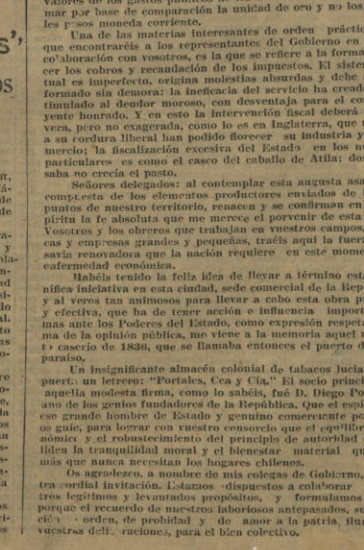 mar por base de comparación la unidad de oro y no los
les pesos moneda corriente.
Una de las materias interesantes de orden práctic
que encontraréis a los representantes del Gobierno en
colaboración con vosotros, es la que se refiere a la forma
cer los cobros y recaudación de los impuestos. El siste
tual es imperfecto, origina molestias absurdas y debe
formado sin demora: la ineficacia del servicio ha cread
timulado al deudor moroso, con desventaja para el co
yente honrado. Y en esto la intervención fiscal deberá
vera, pero no exagerada, como lo es en Inglaterra, que
a su cordura liberal han podido florecer su industria y
mercio; la fiscalización excesiva del Estado en los n
particulares es como el casco del caballo de Atila: do
saba no crecía el pasto.
Señores delegados: al contemplar esta augusta asa
compuesta de los elementos productores enviados de
puntos de nuestro territorio, renacen y se confirman en
píritu la fe absoluta que me merece el porvenir de esta
Vosotros y los obreros que trabajan en vuestros campos,
cas y empresas grandes y pequeñas, traéis aquí la fuer
savia renovadora que la nación requiere en este mome
enfermedad económica.
Habéis tenido la feliz idea de llevar a término est
nífica iniciativa en esta ciudad, sede comercial de la Rep
y al veros tan animosos para llevar a cabo esta obra p
y efectiva, que ha de tener acción e influencia import
mas ante los Poderes del Estado, como expresión respeta
ma de la opinión pública, me viene a la memoria aquel
caserío de 1836, que se llamaba entonces el puerto d
paraíso.
Un insignificante almacén colonial de tabacos lucía
puerta un letrero: "Portales, Cea y Cía." El socio princi
aquella modesta firma, como lo sabéis, fué D. Diego Po
uno de los genios fundadores de la República. Que el espí
ese grande hombre de Estado y genuino comerciante pr
os guíe, para lograr con vuestro consorcio que el equilibr
nómico y el robustecimiento del principio de autoridad
liden la tranquilidad moral y el bienestar material qu
más que nunca necesitan los hogares chilenos.
Os agradezco, a nombre de mis colegas de Gobierno,
tra cordial invitación. Estamos dispuestos a colaborar
tros legítimos y levantados propósitos, y formulamos
porque el recuerdo de nuestros laboriosos antepasados, su
orden, de probidad y de amor a la patria, ilu
vuestras deliberaciones, para el bien colectivo.